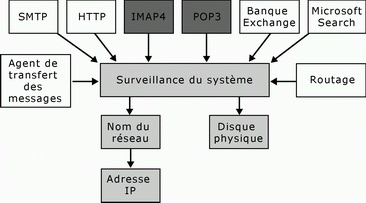 SMTP
HTTP
IMAP4
POP3
Banque
Exchange
Microsoft
Search
Agent de
transfert
des
messages
Surveillance du système
Routage
Nom du
réseau
Disque
physique
Adresse
IP